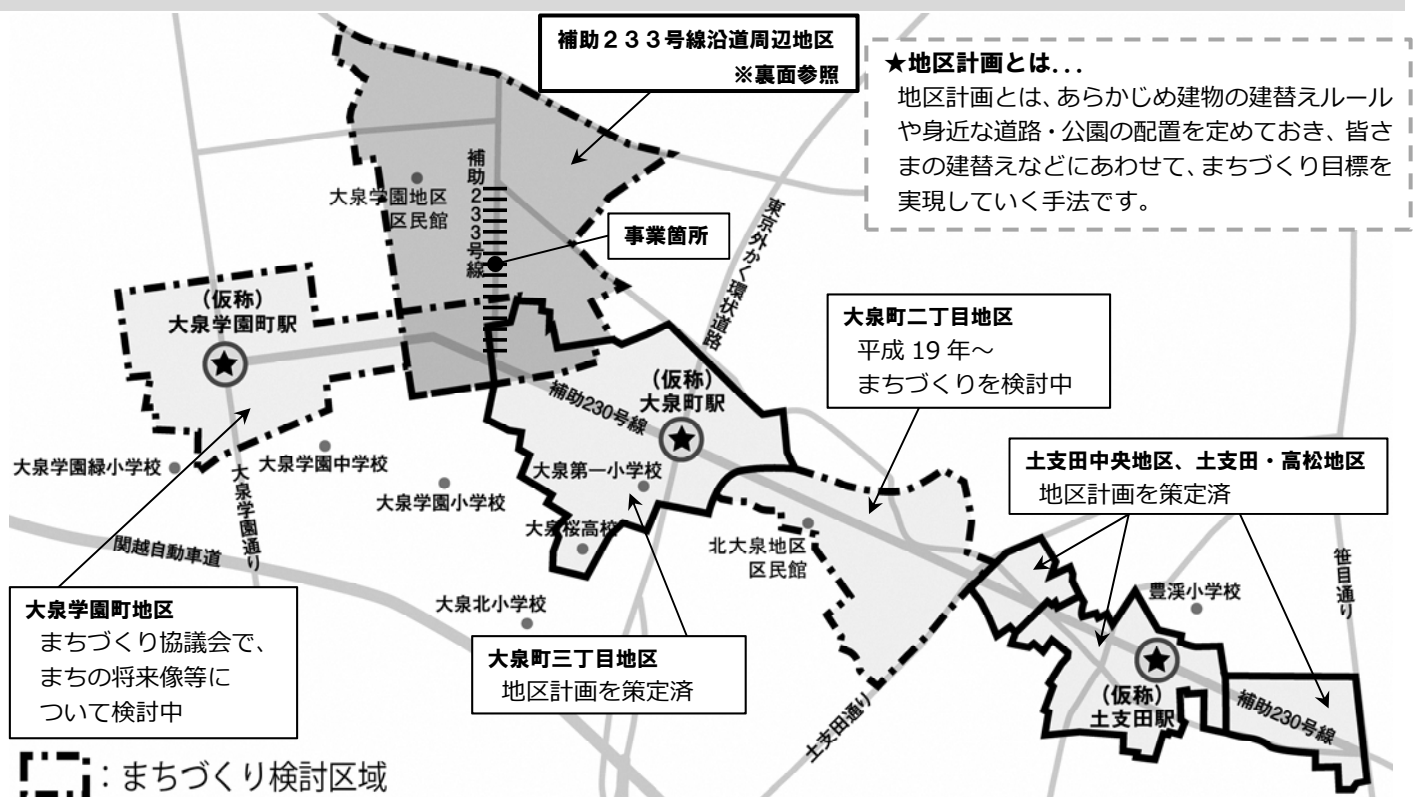 補助２３３号線沿道周辺地区
※裏面参照
★地区計画とは...
地区計画とは、あらかじめ建物の建替えルール
や身近な道路・公園の配置を定めておき、皆さ
まの建替えなどにあわせて、まちづくり目標を
実現していく手法です。
補助233号線
大泉学園地区
区民館
事業箇所
東京外かく環状道路
（仮称）
大泉学園町駅
大泉町二丁目地区
平成 19 年～
まちづくりを検討中
（仮称）
大泉町駅
補助230号線
大泉学園緑小学校
大泉学園通り
大泉学園中学校
大泉学園小学校
大泉第一小学校
大泉桜高校
土支田中央地区、土支田・高松地区
地区計画を策定済
北大泉地区
区民館
関越自動車道
笹目通り
豊渓小学校
大泉学園町地区
まちづくり協議会で、
まちの将来像等に
ついて検討中
大泉北小学校
大泉町三丁目地区
地区計画を策定済
土支田通り
（仮称）
土支田駅
補助230号線
：まちづくり検討区域